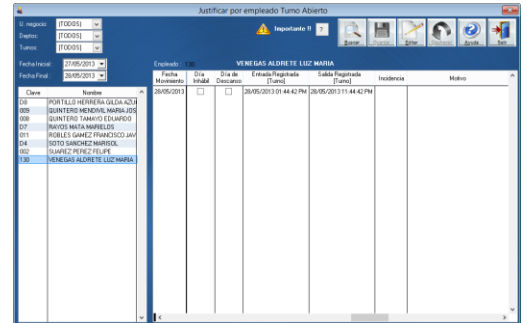 Justificar por empleado Turno Abierto
U. negocio: [TODOS]
Deptos: [TODOS]
Turnos: [TODOS]
Importante !!
?
Buscar
Guardar
Editar
Deshacer
Ayuda
Salir
Fecha Inicial: 27/05/2013
Fecha Final : 28/05/2013
Empleado : 130 VENEGAS ALDRETE LUZ MARIA
Clave Nombre
D8 PORTILLO HERRERA GILDA AZU
009 QUINTERO MENDIVIL MARIA JOS
008 QUINTERO TAMAYO EDUARDO
D7 RAYOS MATA MARIELOS
011 ROBLES GAMEZ FRANCISCO JAV
D4 SOTO SANCHEZ MARISOL
002 SUAREZ PEREZ FELIPE
130 VENEGAS ALDRETE LUZ MARIA
Fecha Movimiento
Día Inhábil
Día de Descanso
Entrada Registrada [Turno]
Salida Registrada [Turno]
Incidencia
Motivo
28/05/2013 28/05/2013 01:44:42 PM 28/05/2013 11:44:42 PM